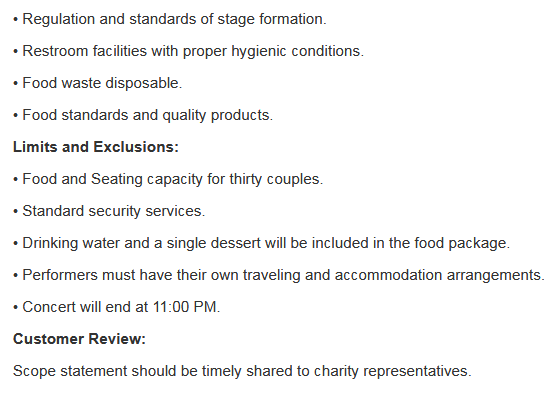 • Regulation and standards of stage formation.
• Restroom facilities with proper hygienic conditions.
• Food waste disposable.
• Food standards and quality products.
Limits and Exclusions:
• Food and Seating capacity for thirty couples.
• Standard security services.
• Drinking water and a single dessert will be included in the food package.
• Performers must have their own traveling and accommodation arrangements.
• Concert will end at 11:00 PM.
Customer Review:
Scope statement should be timely shared to charity representatives.